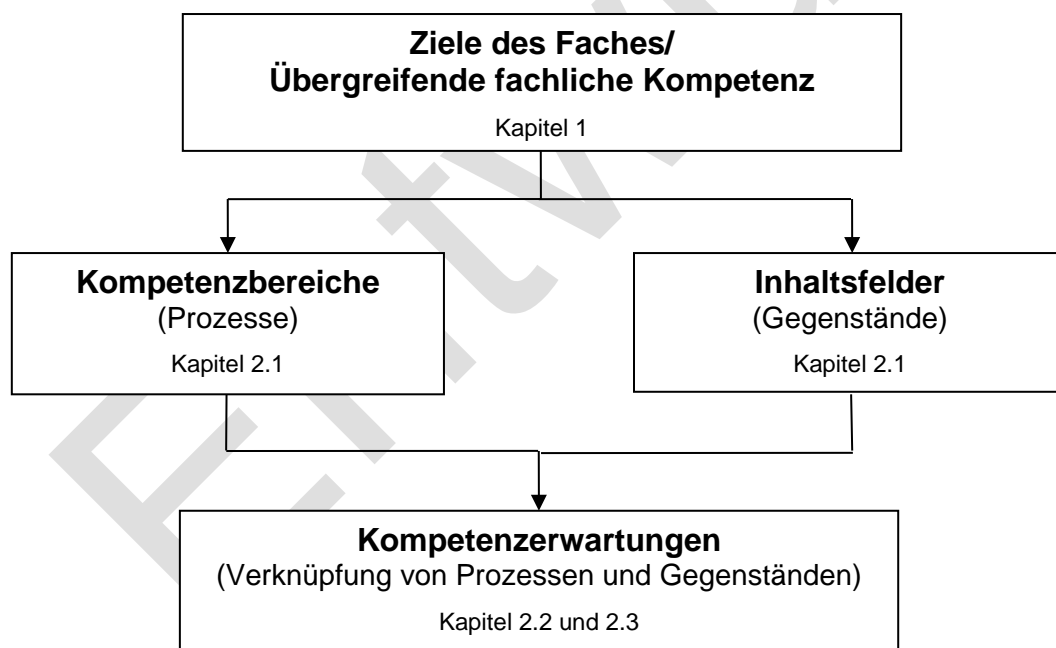 Ziele des Faches/
Übergreifende fachliche Kompetenz
Kapitel 1
Kompetenzbereiche
(Prozesse)
Kapitel 2.1
Inhaltsfelder
(Gegenstände)
Kapitel 2.1
Kompetenzerwartungen
(Verknüpfung von Prozessen und Gegenständen)
Kapitel 2.2 und 2.3